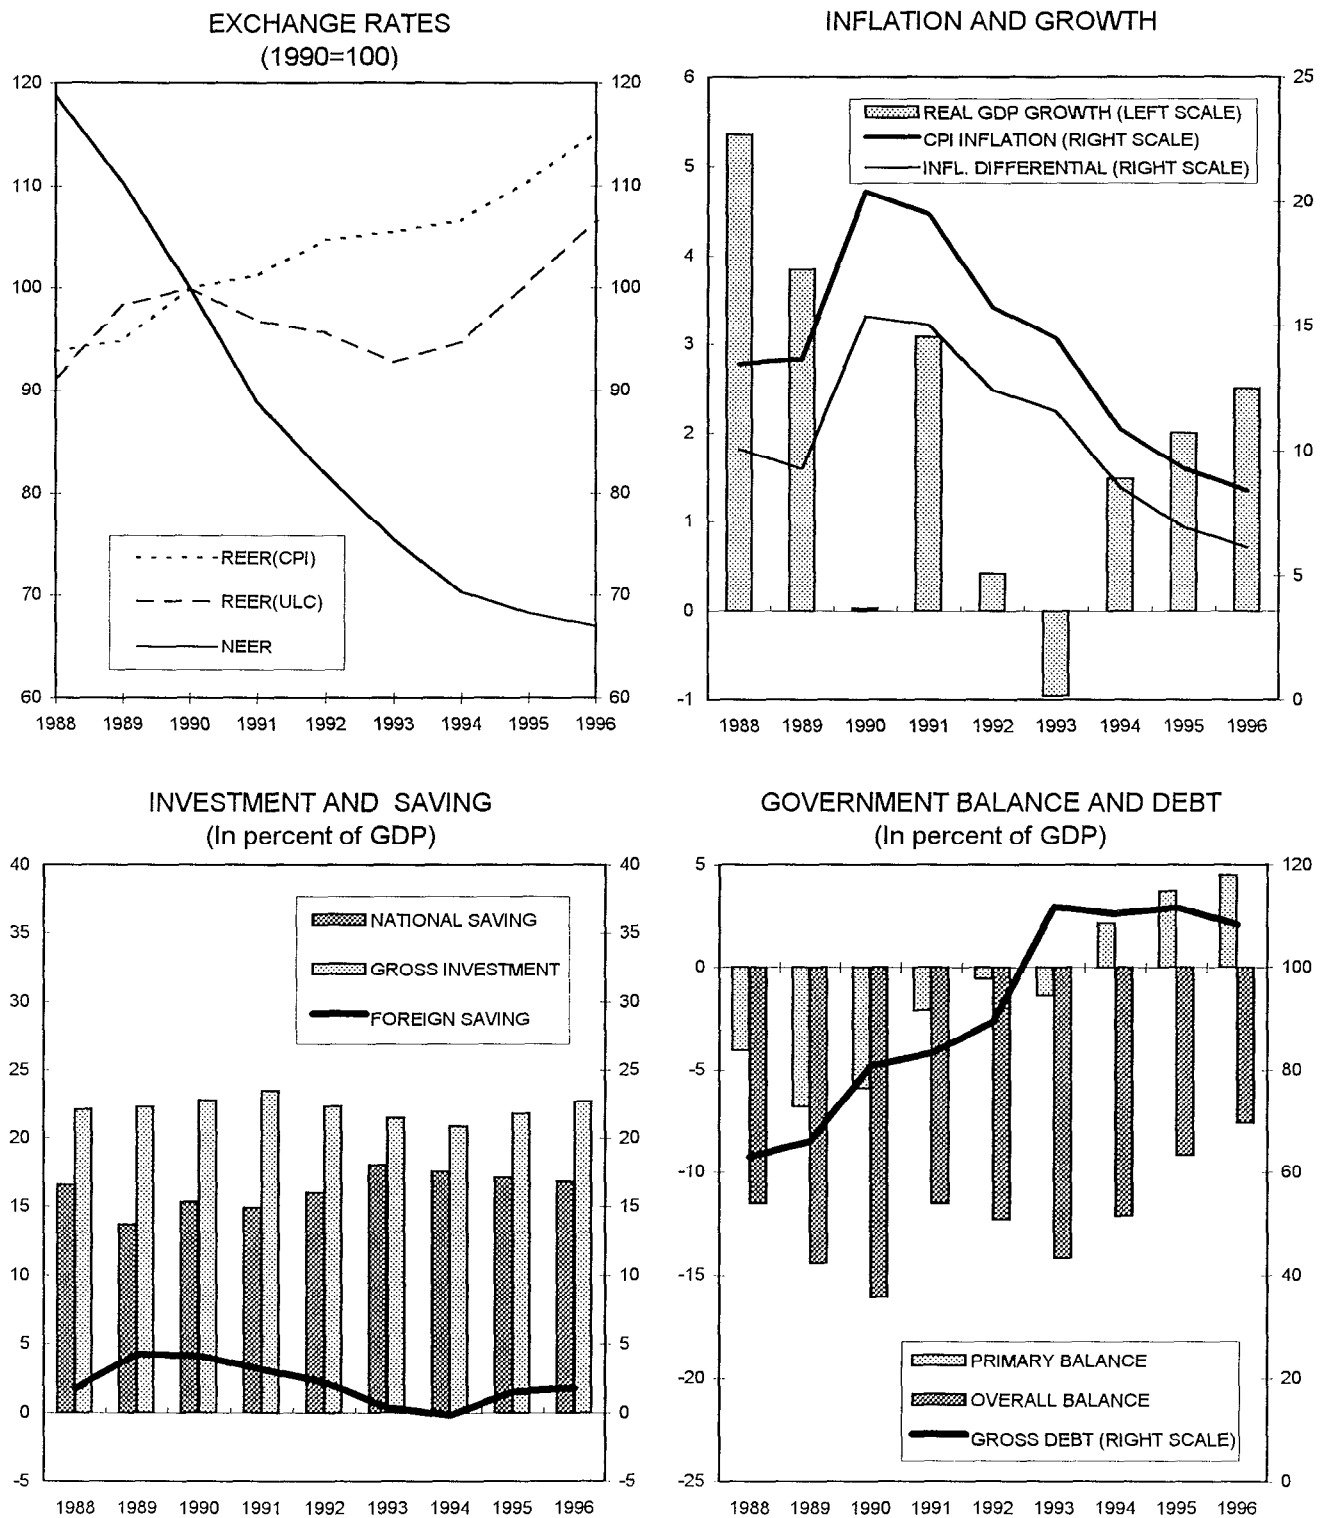 EXCHANGE RATES
(1990=100)
120
110
100
90
80
70
60
120
110
100
90
80
70
60
REER(CPI)
REER(ULC)
NEER
1988 1989 1990 1991 1992 1993 1994 1995 1996
INFLATION AND GROWTH
6
5
4
3
2
1
0
-1
25
20
15
10
5
0
REAL GDP GROWTH (LEFT SCALE)
CPI INFLATION (RIGHT SCALE)
INFL. DIFFERENTIAL (RIGHT SCALE)
1988 1989 1990 1991 1992 1993 1994 1995 1996
INVESTMENT AND SAVING
(In percent of GDP)
40
35
30
25
20
15
10
5
0
-5
40
35
30
25
20
15
10
5
0
-5
NATIONAL SAVING
GROSS INVESTMENT
FOREIGN SAVING
1988 1989 1990 1991 1992 1993 1994 1995 1996
GOVERNMENT BALANCE AND DEBT
(In percent of GDP)
5
0
-5
-10
-15
-20
-25
120
100
80
60
40
20
0
PRIMARY BALANCE
OVERALL BALANCE
GROSS DEBT (RIGHT SCALE)
1988 1989 1990 1991 1992 1993 1994 1995 1996